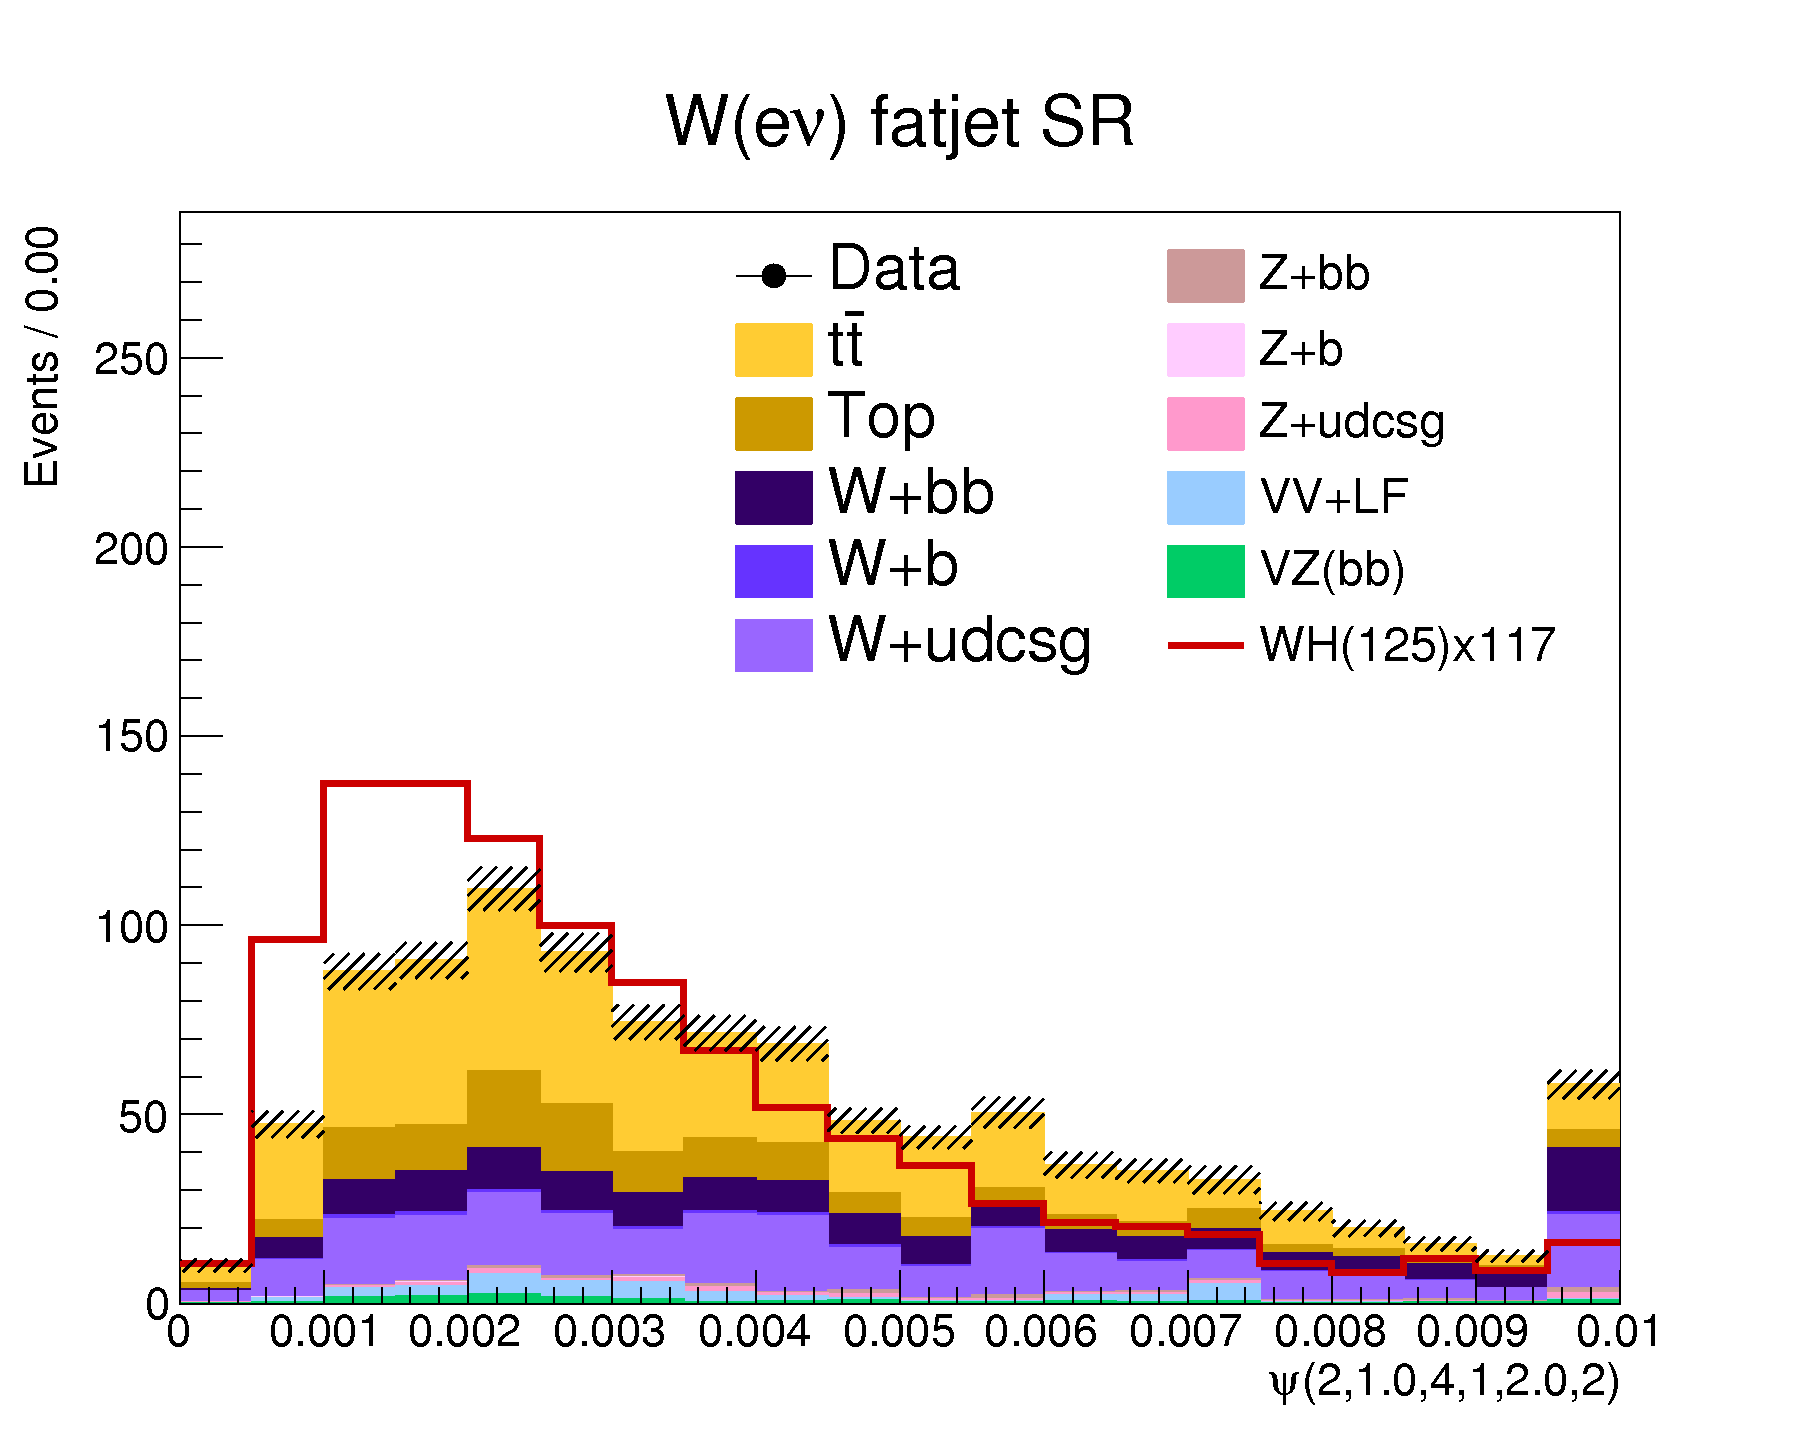 W(eν) fatjet SR
Events / 0.00
Data
tt̄
Top
W+bb
W+b
W+udcsg
Z+bb
Z+b
Z+udcsg
VV+LF
VZ(bb)
WH(125)x117
250
200
150
100
50
0
0 0.001 0.002 0.003 0.004 0.005 0.006 0.007 0.008 0.009 0.01
ψ(2,1.0,4,1,2.0,2)